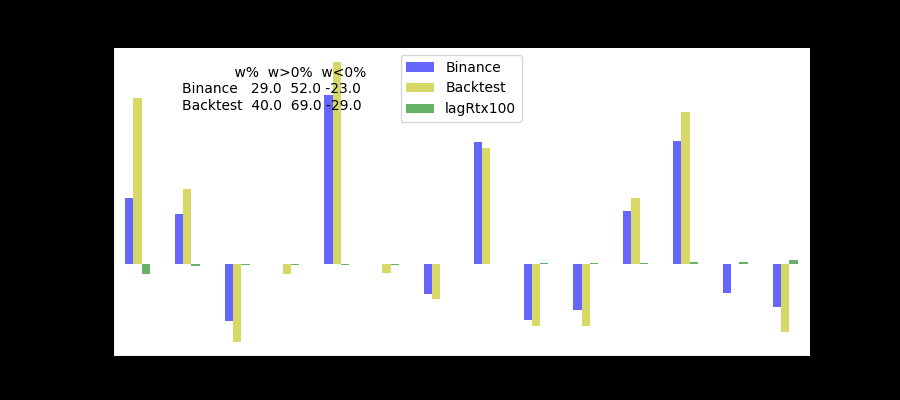 w% w>0% w<0%
Binance 29.0 52.0 -23.0
Backtest 40.0 69.0 -29.0
Binance
Backtest
lagRtx100